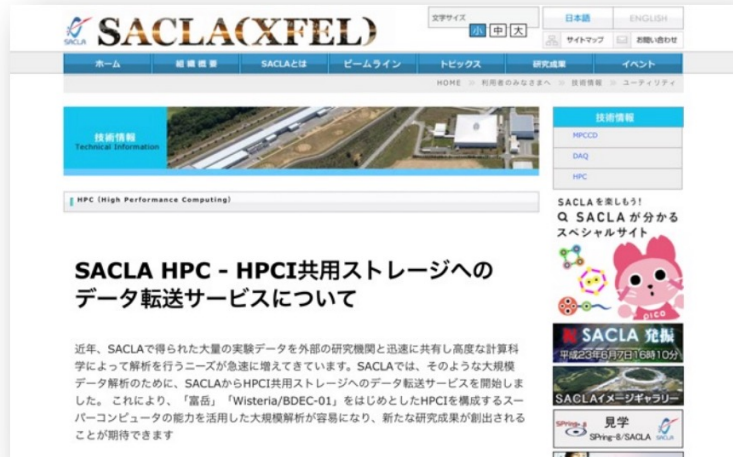 SACLA
SACLA(XFEL)
文字サイズ
小 中 大
日本語
ENGLISH
サイトマップ
お問い合わせ
ホーム
組織概要
SACLAとは
ビームライン
トピックス
研究成果
イベント
HOME » 利用者のみなさまへ » 技術情報 » ユーティリティ
技術情報
Technical Information
技術情報
MPCCD
DAQ
HPC
HPC (High Performance Computing)
SACLA HPC - HPCI共用ストレージへの
データ転送サービスについて
近年、SACLAで得られた大量の実験データを外部の研究機関と迅速に共有し高度な計算科
学によって解析を行うニーズが急速に増えてきています。SACLAでは、そのような大規模
データ解析のために、SACLAからHPCI共用ストレージへのデータ転送サービスを開始しま
した。 これにより、「富岳」「Wisteria/BDEC-01」をはじめとしたHPCIを構成するスー
パーコンピュータの能力を活用した大規模解析が容易になり、新たな研究成果が創出される
ことが期待できます
SACLAを楽しもう!
SACLAが分かる
スペシャルサイト
PICO
祝 SACLA 発振
平成23年6月7日16時10分
SACLAイメージギャラリー
SPring-8
見学
SPring-8/SACLA
SACLA